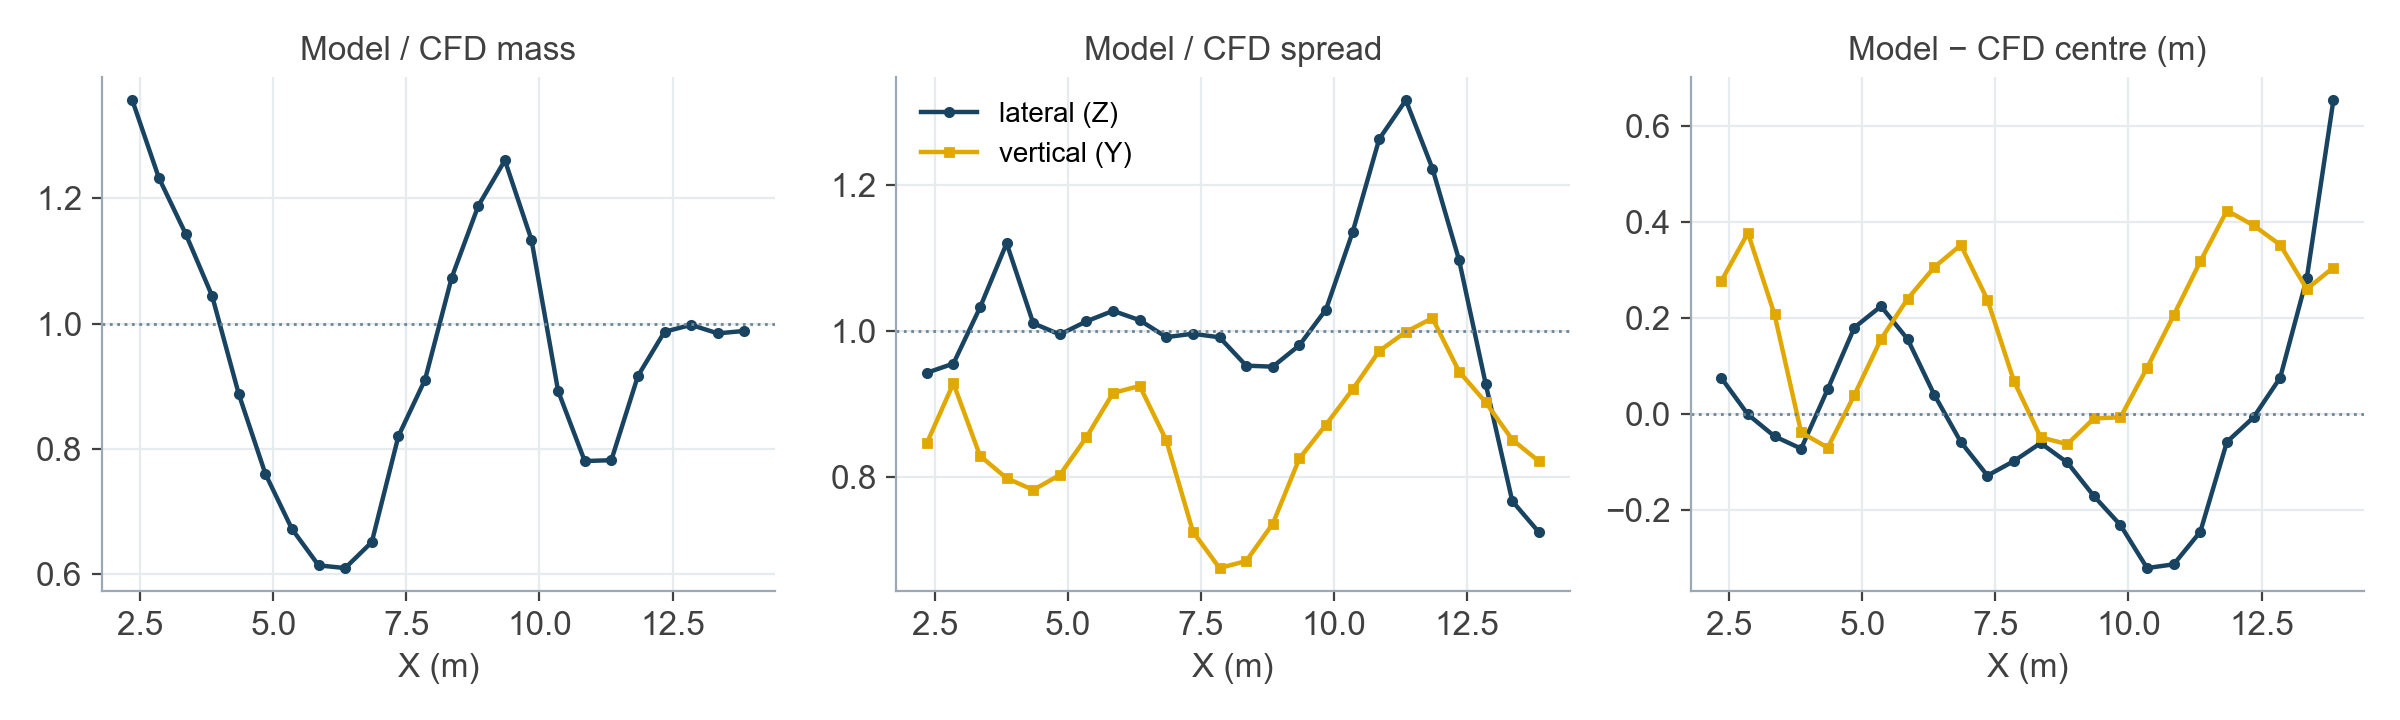 Model / CFD mass
1.2
1.0
0.8
0.6
2.5 5.0 7.5 10.0 12.5
X (m)
Model / CFD spread
lateral (Z)
vertical (Y)
1.2
1.0
0.8
2.5 5.0 7.5 10.0 12.5
X (m)
Model − CFD centre (m)
0.6
0.4
0.2
0.0
−0.2
2.5 5.0 7.5 10.0 12.5
X (m)